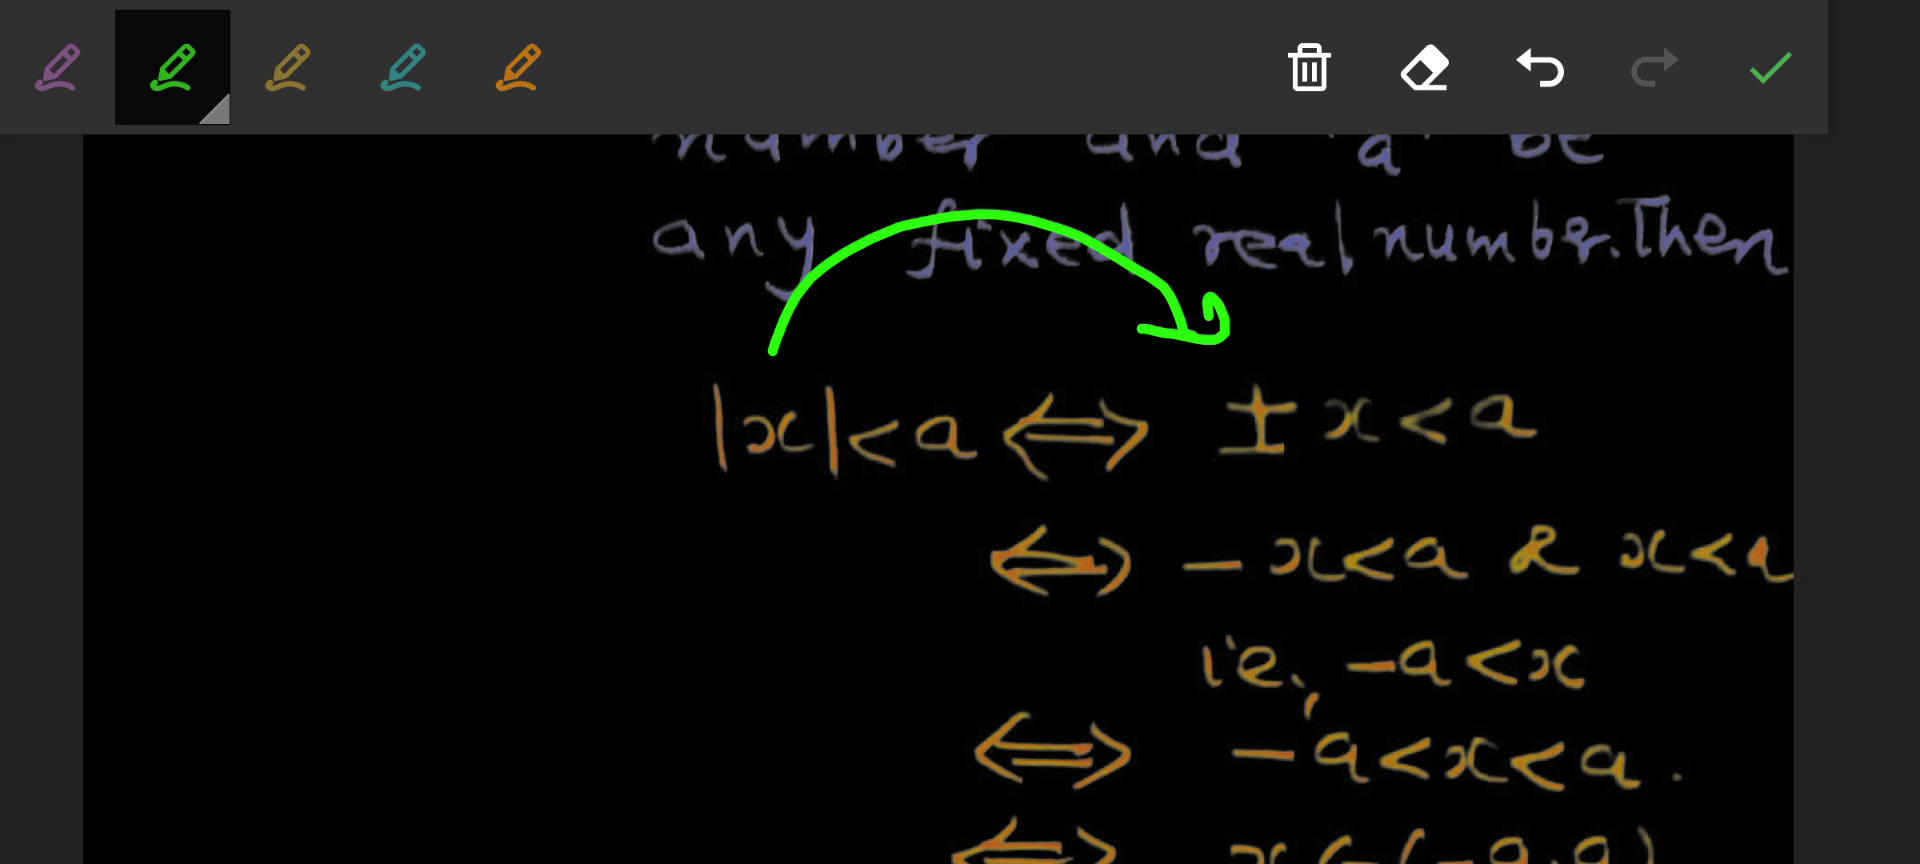 number and 'a' be
any fixed real number. Then
|x| < a ⟺ ± x < a
⟺ - x < a & x < a
i.e., - a < x
⟺ - a < x < a .
⟺ x ∈ (-a, a)